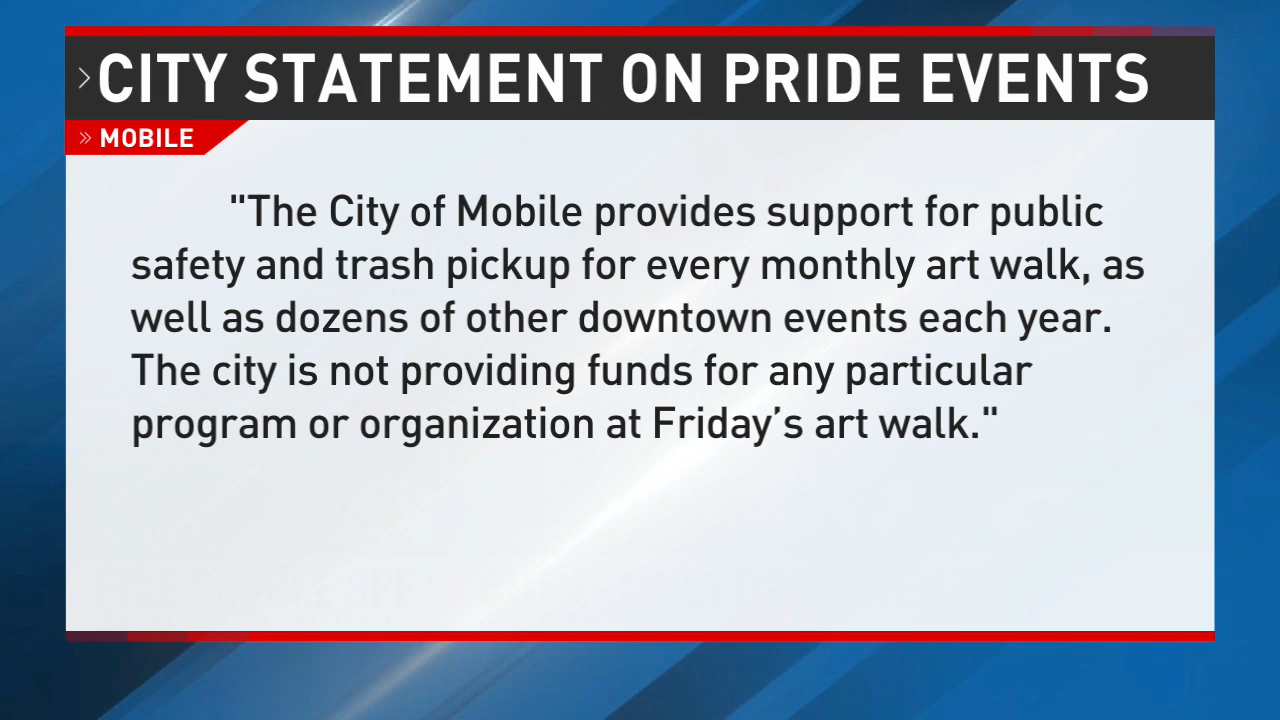 CITY STATEMENT ON PRIDE EVENTS
MOBILE
"The City of Mobile provides support for public
safety and trash pickup for every monthly art walk, as
well as dozens of other downtown events each year.
The city is not providing funds for any particular
program or organization at Friday’s art walk."